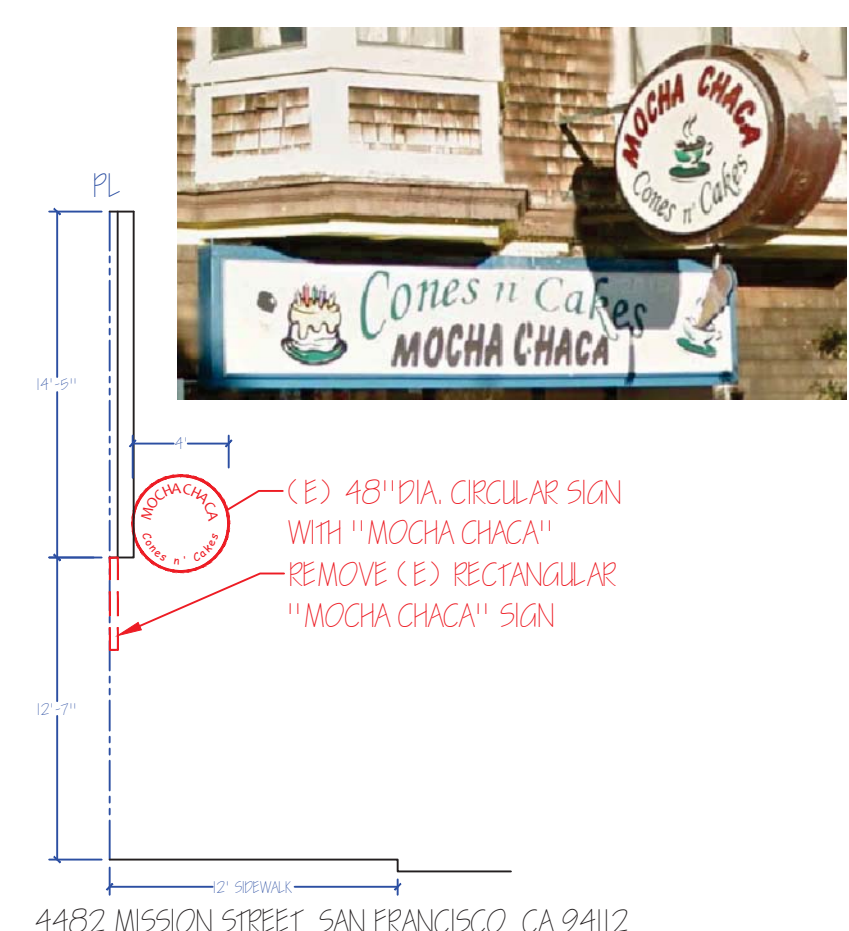 MOCHA CHACA
Cones n' Cakes
Cones n' Cakes
MOCHA CHACA
PL
14'-5"
4'
MOCHACHACA
Cones n' Cakes
(E) 48"DIA. CIRCULAR SIGN
WITH "MOCHA CHACA"
REMOVE (E) RECTANGULAR
"MOCHA CHACA" SIGN
12'-7"
12' SIDEWALK
4482 MISSION STREET SAN FRANCISCO CA 94112